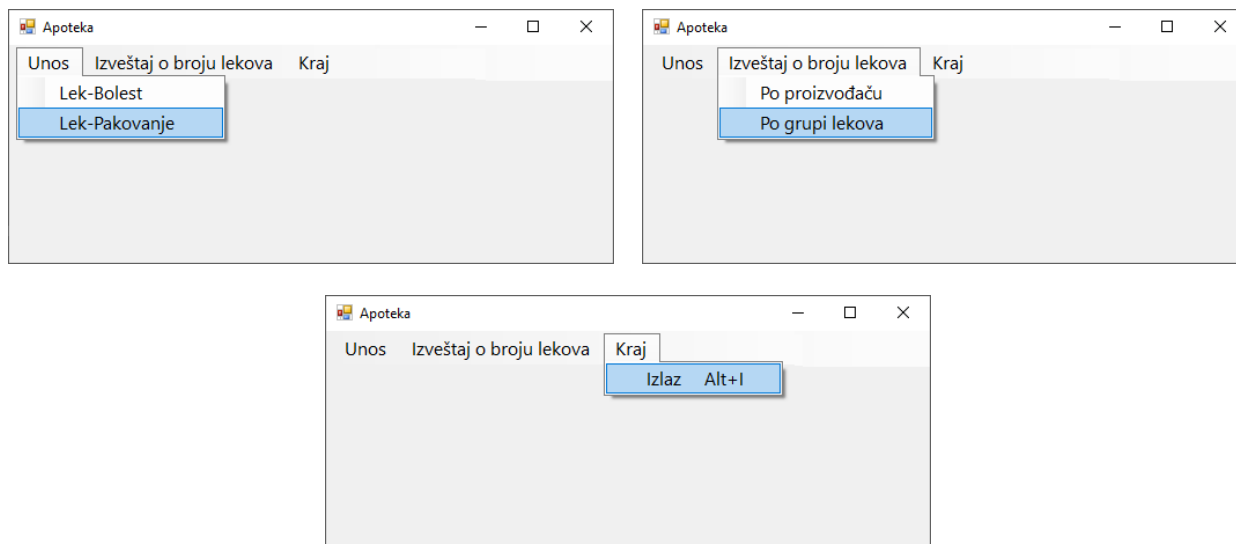 Apoteka
Unos Izveštaj o broju lekova Kraj
Lek-Bolest
Lek-Pakovanje
Apoteka
Unos Izveštaj o broju lekova Kraj
Po proizvođaču
Po grupi lekova
Apoteka
Unos Izveštaj o broju lekova Kraj
Izlaz Alt+I